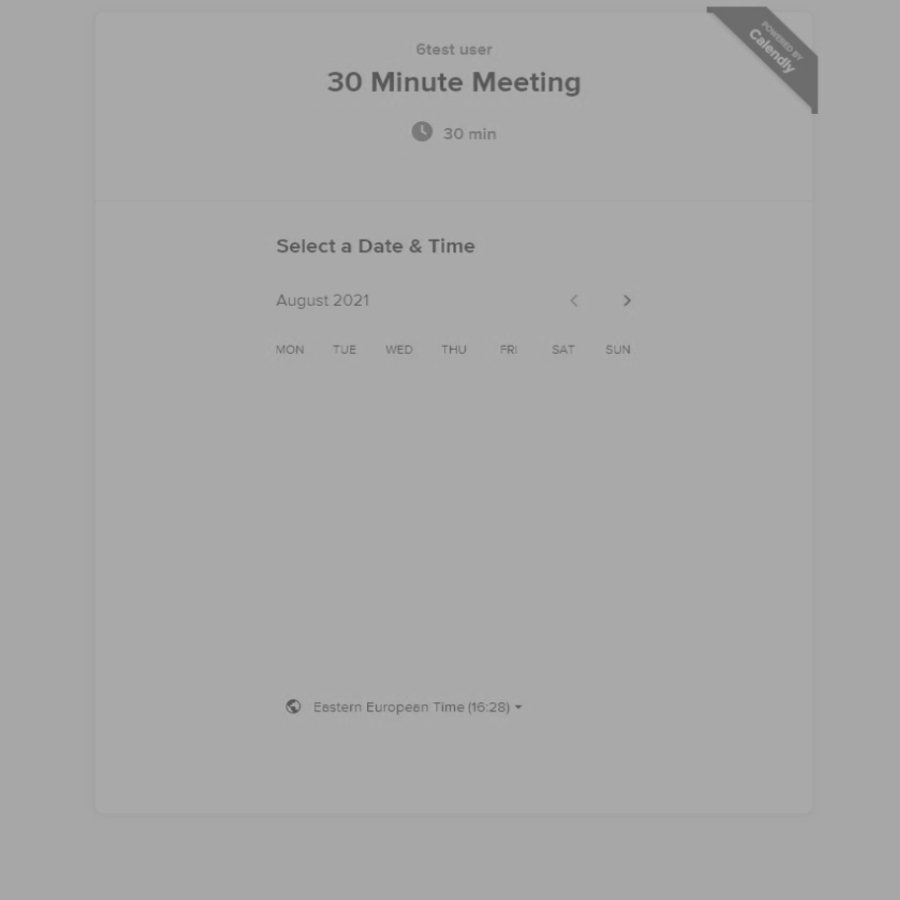 POWERED BY
Calendly
6test user
30 Minute Meeting
30 min
Select a Date & Time
August 2021
MON TUE WED THU FRI SAT SUN
Eastern European Time (16:28)